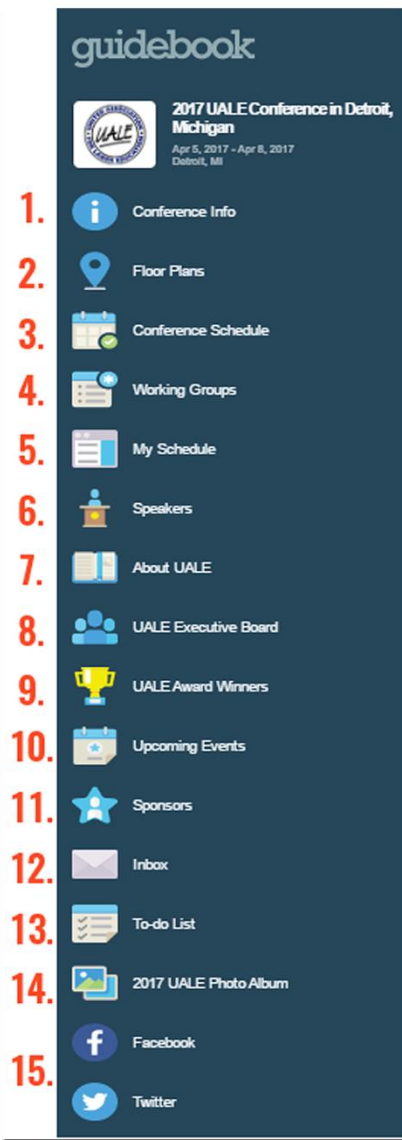 guidebook
UALE
2017 UALE Conference in Detroit,
Michigan
Apr 5, 2017 - Apr 8, 2017
Detroit, MI
1. Conference Info
2. Floor Plans
3. Conference Schedule
4. Working Groups
5. My Schedule
6. Speakers
7. About UALE
8. UALE Executive Board
9. UALE Award Winners
10. Upcoming Events
11. Sponsors
12. Inbox
13. To-do List
14. 2017 UALE Photo Album
Facebook
15.
Twitter